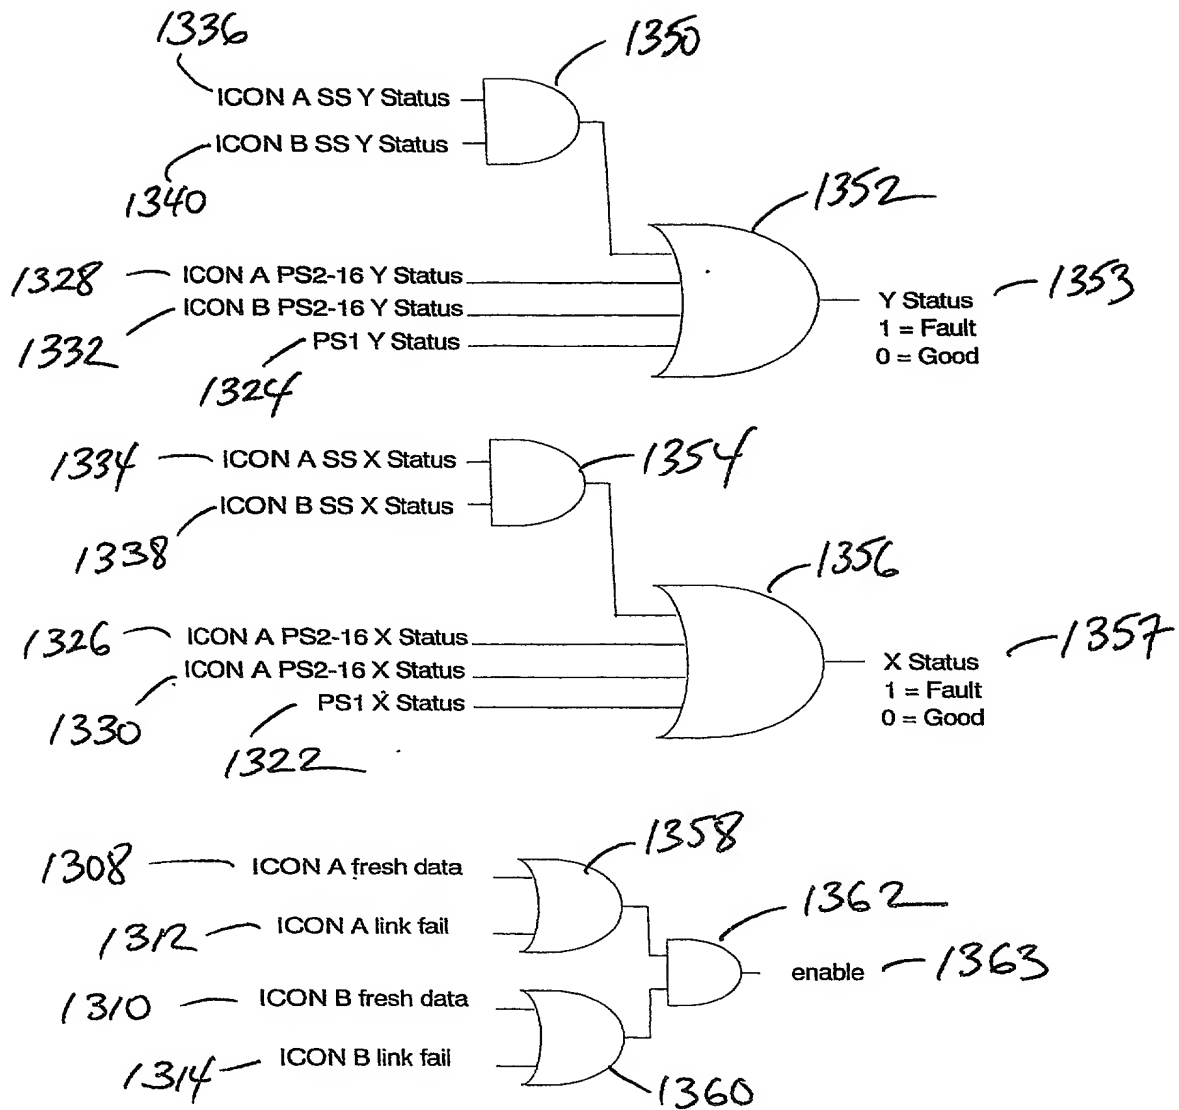 1336
1350
ICON A SS Y Status
ICON B SS Y Status
1340
1352
1328 ICON A PS2-16 Y Status
1332 ICON B PS2-16 Y Status
PS1 Y Status
1324
Y Status 1353
1 = Fault
0 = Good
1334 ICON A SS X Status
1354
ICON B SS X Status
1338
1356
1326 ICON A PS2-16 X Status
1330 ICON A PS2-16 X Status
PS1 X Status
1322
X Status 1357
1 = Fault
0 = Good
1358
1308 ICON A fresh data
1312 ICON A link fail
1362
enable 1363
1310 ICON B fresh data
1314 ICON B link fail
1360